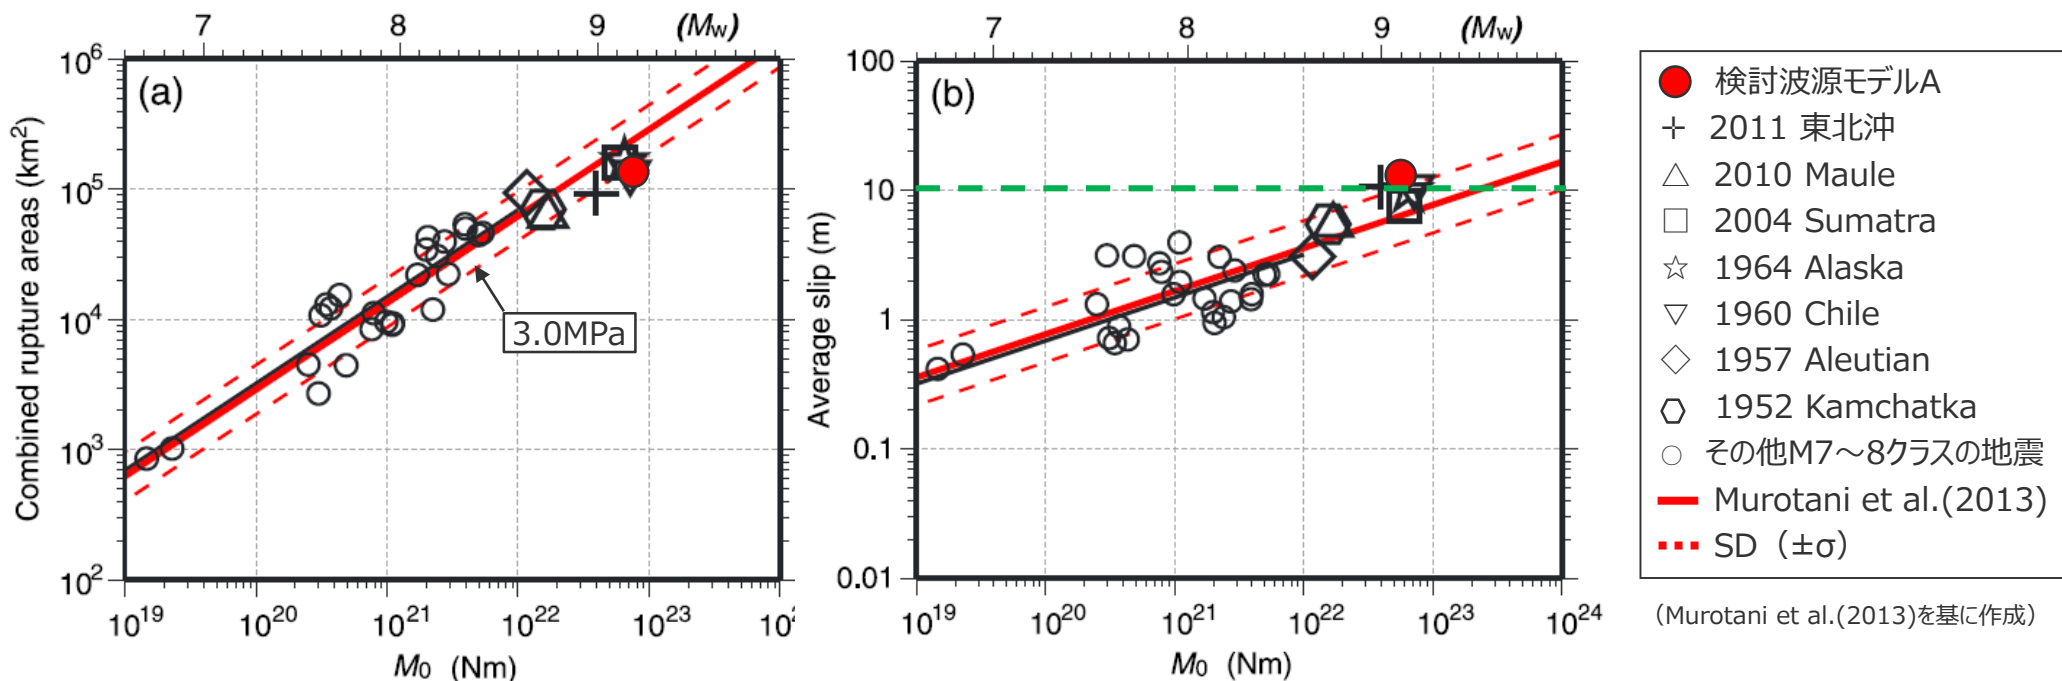 7 8 9 (Mw)
(a)
10^6
10^5
10^4
10^3
10^2
Combined rupture areas (km^2)
3.0MPa
10^19 10^20 10^21 10^22 10^23
M0 (Nm)
7 8 9 (Mw)
(b)
100
10
1
0.1
0.01
Average slip (m)
10^19 10^20 10^21 10^22 10^23 10^24
M0 (Nm)
検討波源モデルA
2011 東北沖
2010 Maule
2004 Sumatra
1964 Alaska
1960 Chile
1957 Aleutian
1952 Kamchatka
その他M7～8クラスの地震
Murotani et al.(2013)
SD（±σ）
（Murotani et al.(2013)を基に作成）